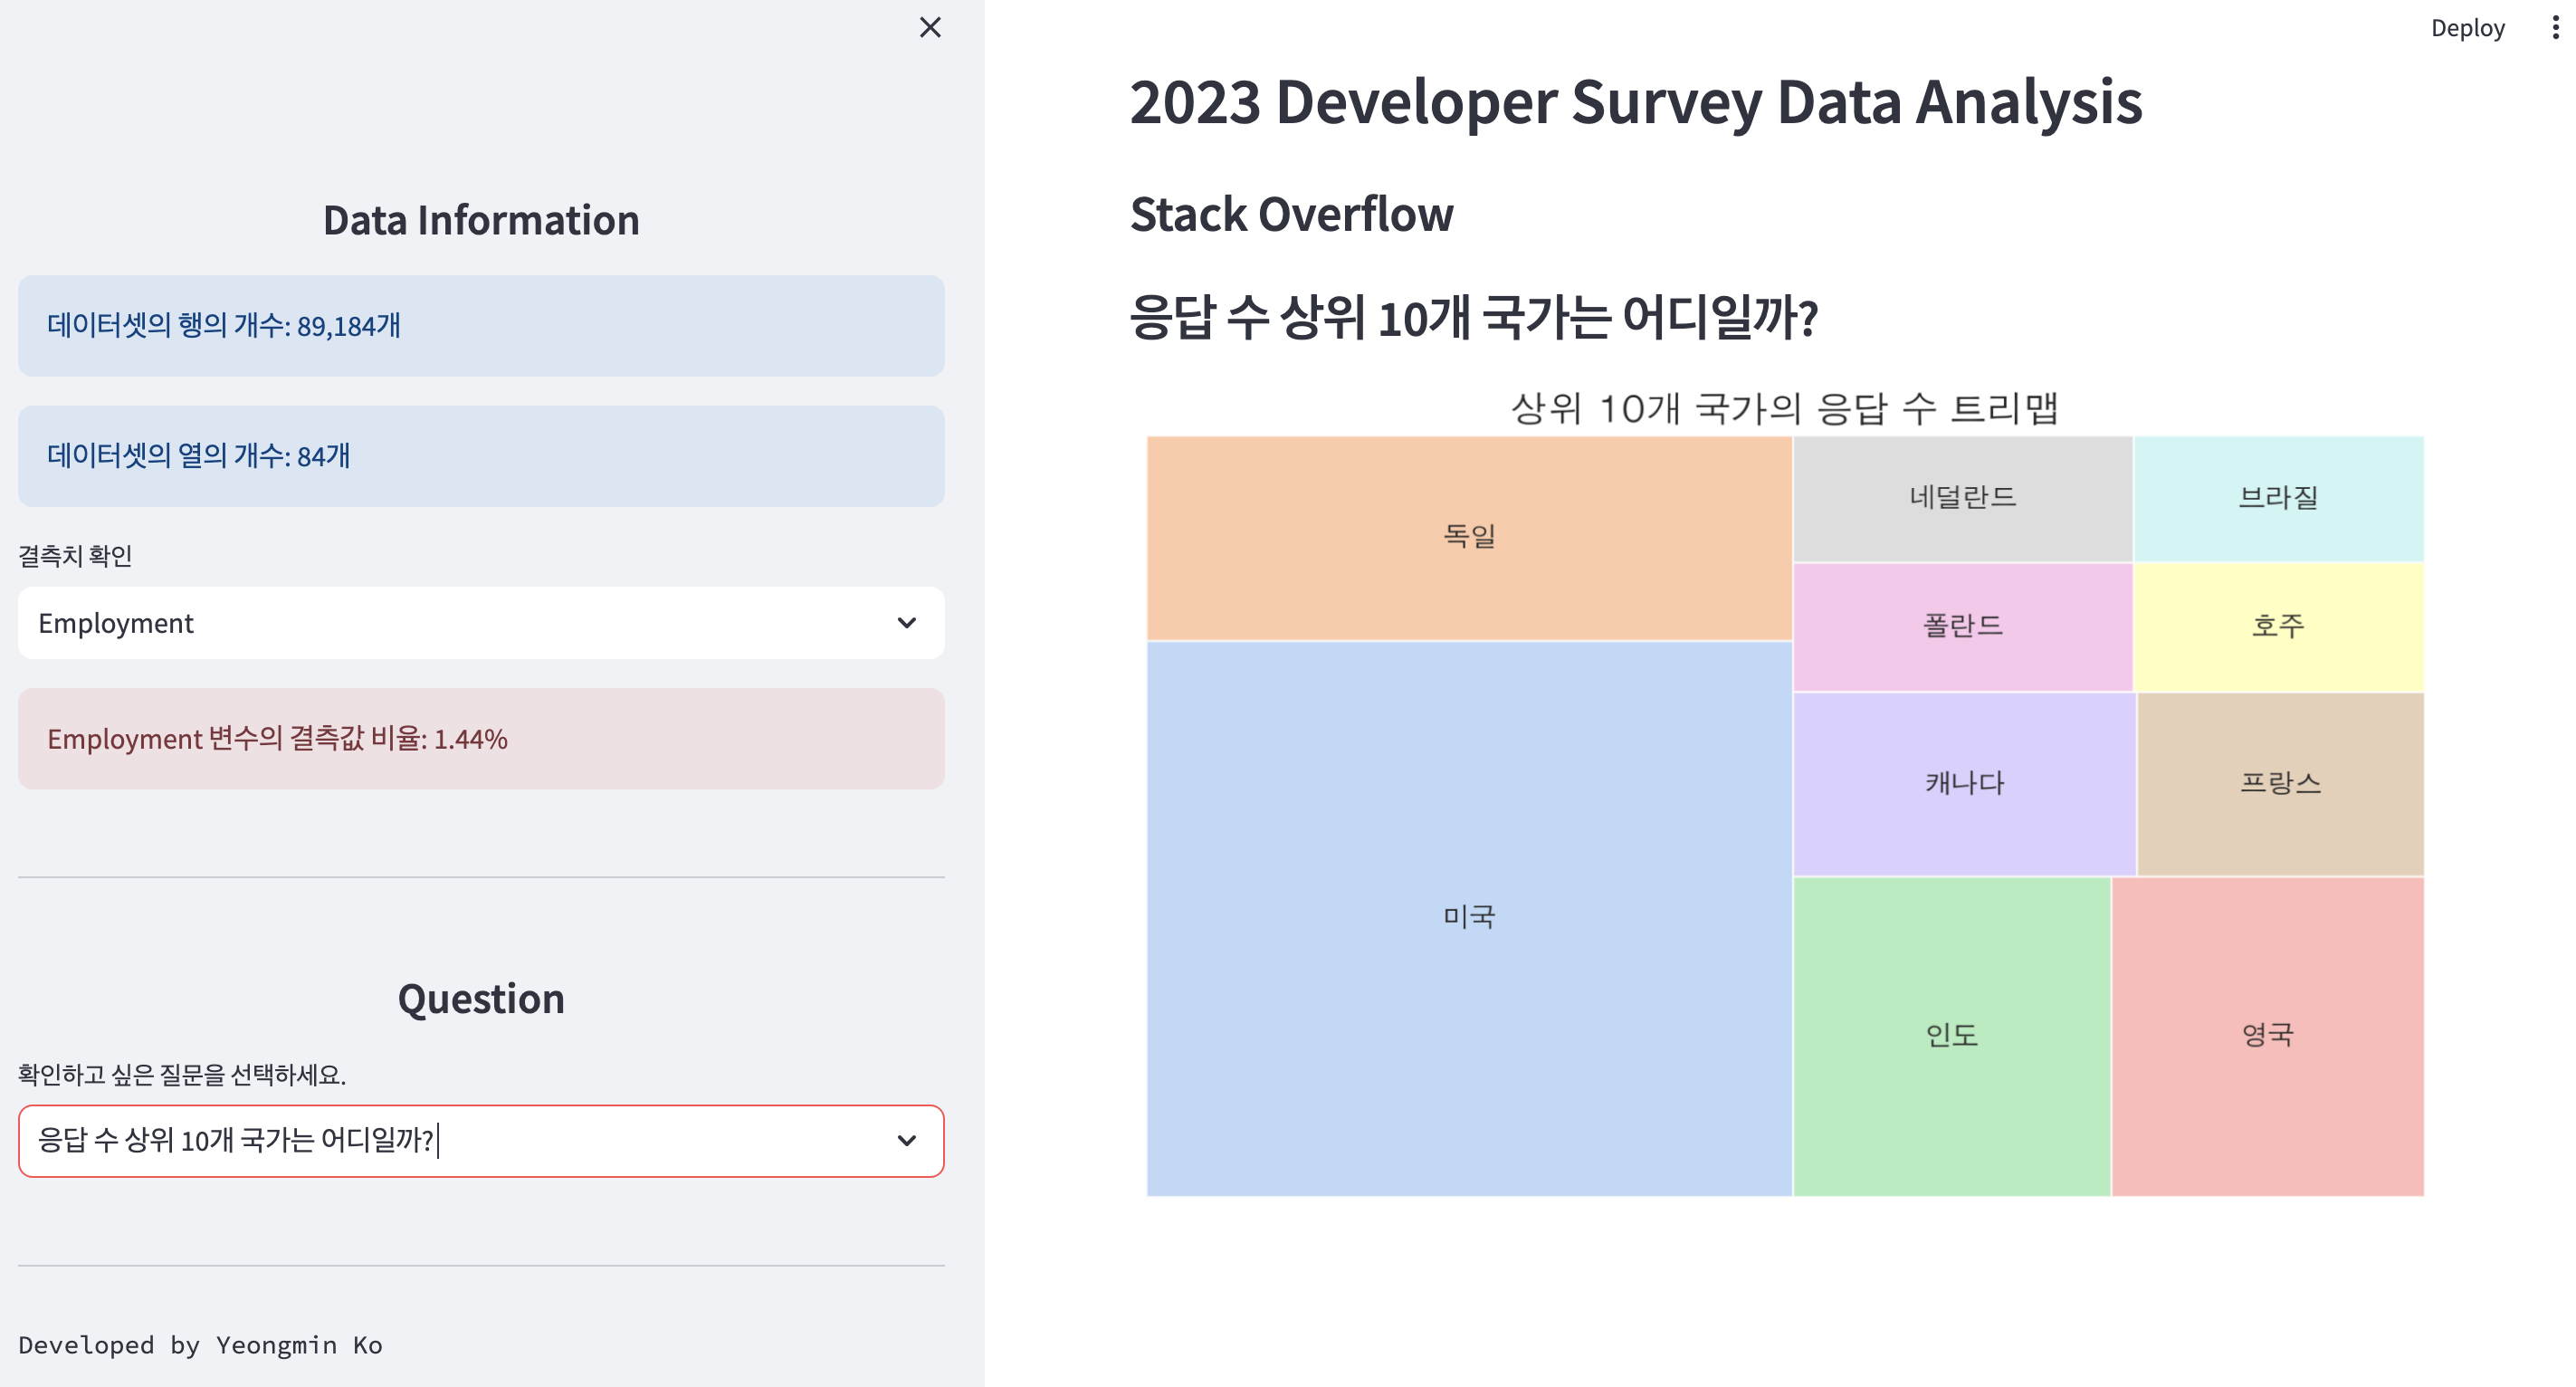 Deploy
Data Information
데이터셋의 행의 개수: 89,184개
데이터셋의 열의 개수: 84개
결측치 확인
Employment
Employment 변수의 결측값 비율: 1.44%
Question
확인하고 싶은 질문을 선택하세요.
응답 수 상위 10개 국가는 어디일까?
Developed by Yeongmin Ko
2023 Developer Survey Data Analysis
Stack Overflow
응답 수 상위 10개 국가는 어디일까?
상위 10개 국가의 응답 수 트리맵
독일
네덜란드
브라질
폴란드
호주
캐나다
프랑스
미국
인도
영국